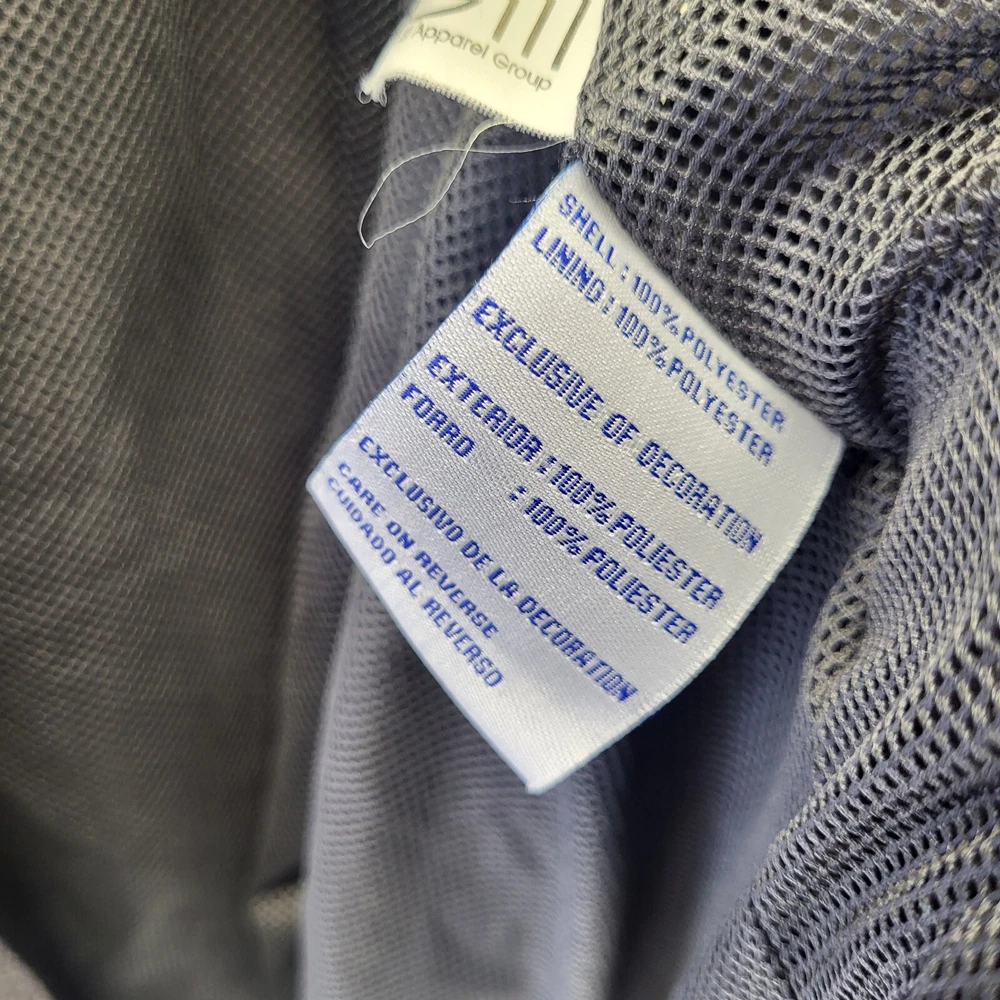 Apparel Group
SHELL : 100% POLYESTER
LINING : 100% POLYESTER
EXCLUSIVE OF DECORATION
EXTERIOR : 100% POLIESTER
FORRO : 100% POLIESTER
EXCLUSIVO DE LA DECORATION
CARE ON REVERSE
CUIDADO AL REVERSO